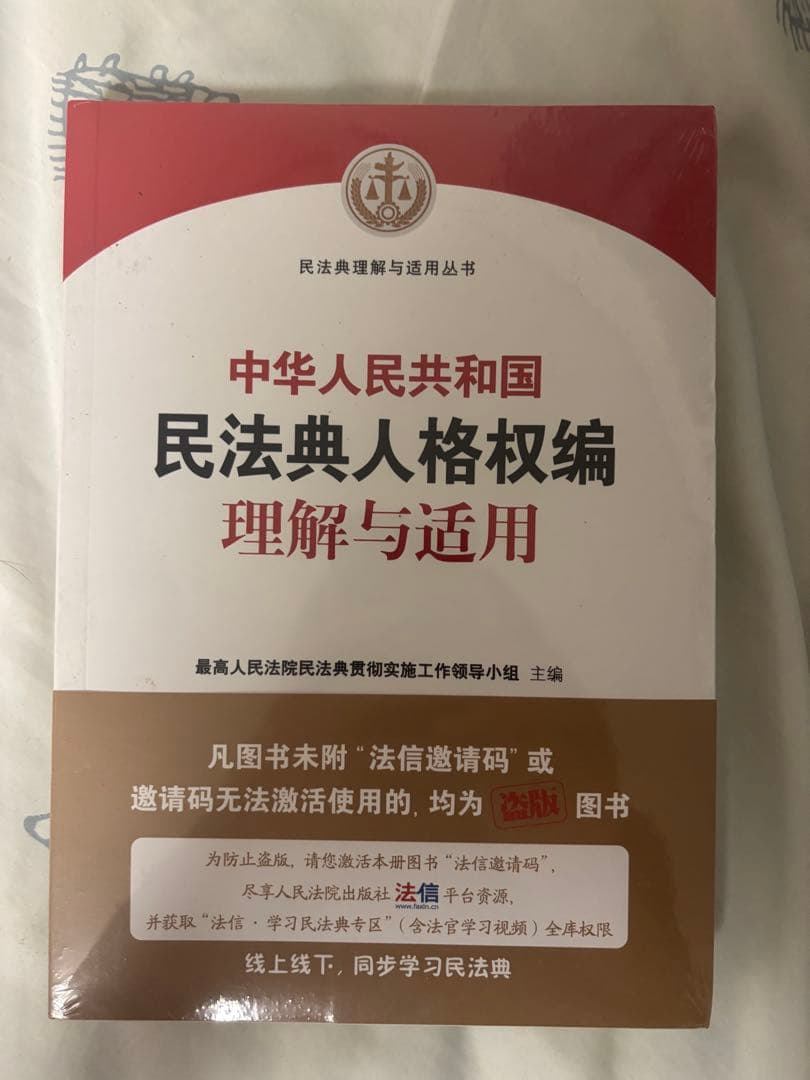 民法典理解与适用丛书
中华人民共和国
民法典人格权编
理解与适用
最高人民法院民法典贯彻实施工作领导小组 主编
凡图书未附“法信邀请码”或
邀请码无法激活使用的, 均为 盗版 图书
为防止盗版, 请您激活本册图书“法信邀请码”,
尽享人民法院出版社 法信 平台资源,
www.faxin.cn
并获取“法信·学习民法典专区”(含法官学习视频) 全库权限
线上线下, 同步学习民法典